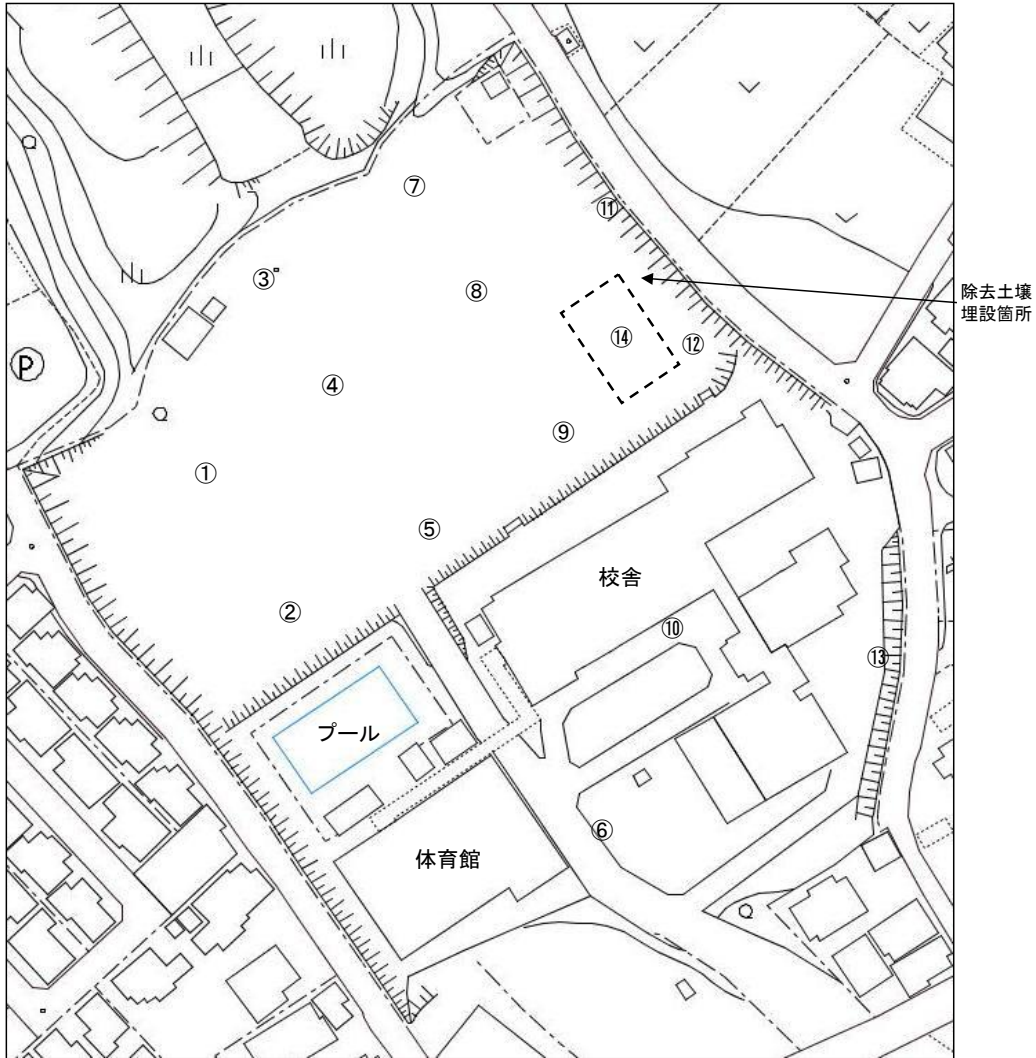 ⑦
⑪
③
⑧
除去土壌
埋設箇所
⑭
⑫
P
④
⑨
①
⑤
校舎
②
⑩
⑬
プール
⑥
体育館